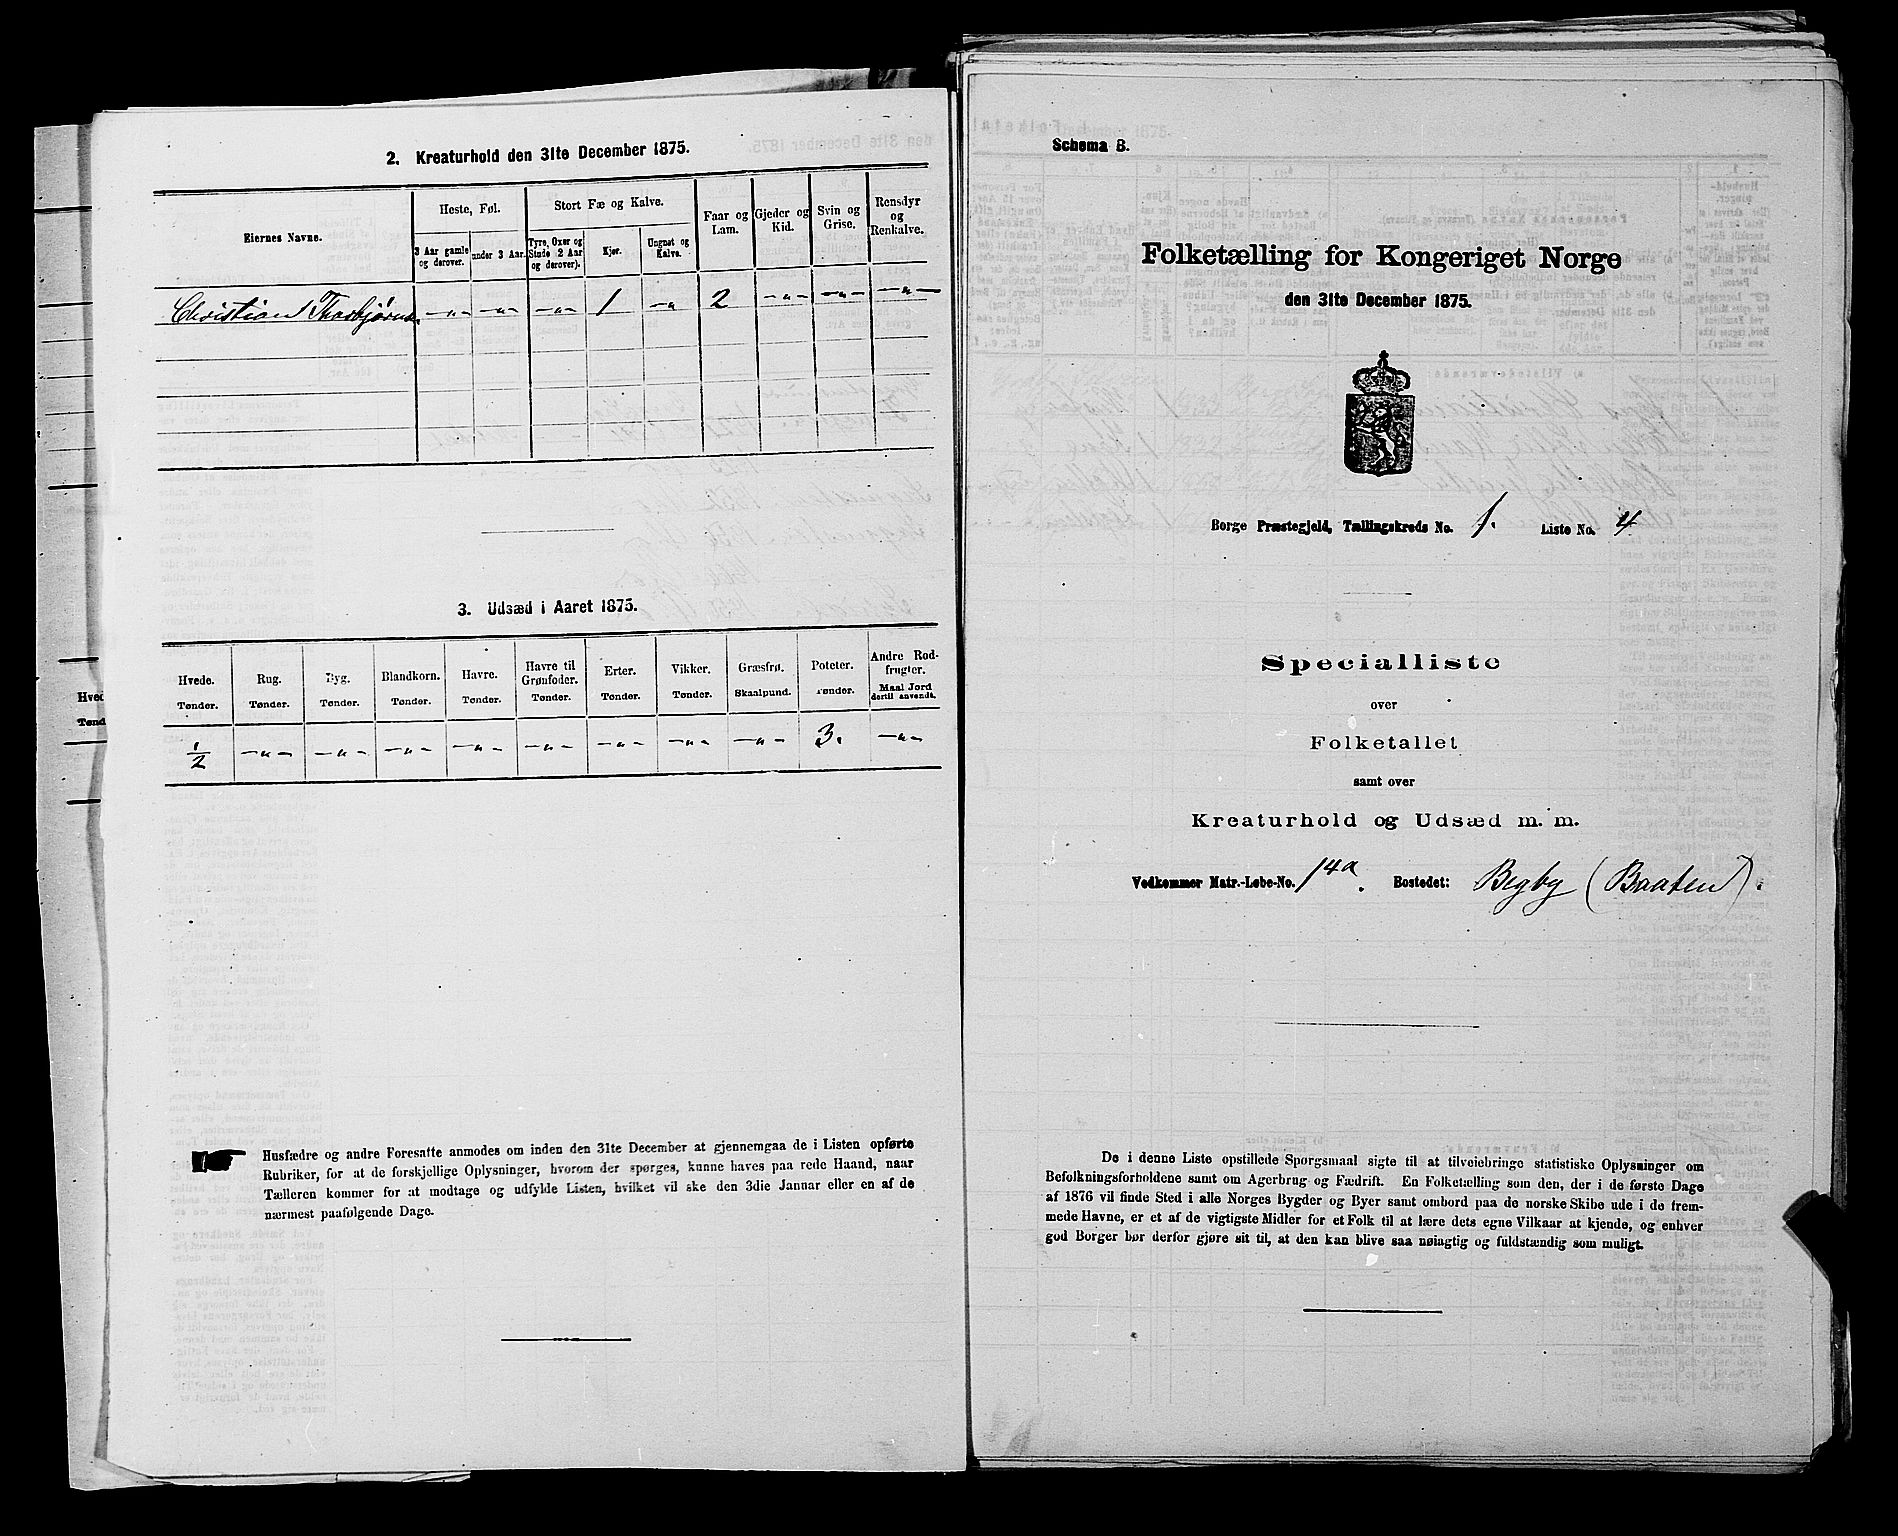 2. Kreaturhold den 31te December 1875.
Eiernes Navne.
Heste, Føl.
Stort Fæ og Kalve.
Faar og Lam.
Gjeder og Kid.
Svin og Grise.
Rensdyr og Renkalve.
3 Aar gamle og derover.
under 3 Aar.
Tyre, Oxer og Stude 2 Aar og derover).
Kjør.
Ungnøt og Kalve.
Christian Thorbjørns. —"— —"— —"— 1 —"— 2 —"— —"— —"—
3. Udsæd i Aaret 1875.
Hvede. Rug. Byg. Blandkorn. Havre. Havre til Grønfoder. Erter. Vikker. Græsfrø. Poteter. Andre Rodfrugter.
Tønder. Tønder. Tønder. Tønder. Tønder. Tønder. Tønder. Tønder. Skaalpund. Tønder. Maal Jord dertil anvendt.
1/2 —"— —"— —"— —"— —"— —"— —"— —"— 3. —"—
Husfædre og andre Foresatte anmodes om inden den 31te December at gjennemgaa de i Listen opførte
Rubriker, for at de forskjellige Oplysninger, hvorom der spørges, kunne haves paa rede Haand, naar
Tælleren kommer for at modtage og udfylde Listen, hvilket vil ske den 3die Januar eller en af de
nærmest paafølgende Dage.
Hvede
Tønd
Schema B.
Folketælling for Kongeriget Norge
den 31te December 1875.
Borge Præstegjeld, Tællingskreds No. 1. Liste No. 4
Specialliste
over
Folketallet
samt over
Kreaturhold og Udsæd m. m.
Vedkommer Matr.-Løbe-No. 14a. Bostedet: Begby (Baaten).
De i denne Liste opstillede Spørgsmaal sigte til at tilveiebringe statistiske Oplysninger om
Befolkningsforholdene samt om Agerbrug og Fædrift. En Folketælling som den, der i de første Dage
af 1876 vil finde Sted i alle Norges Bygder og Byer samt ombord paa de norske Skibe ude i de frem-
mede Havne, er et af de vigtigste Midler for et Folk til at lære dets egne Vilkaar at kjende, og enhver
god Borger bør derfor gjøre sit til, at den kan blive saa nøiagtig og fuldstændig som muligt.